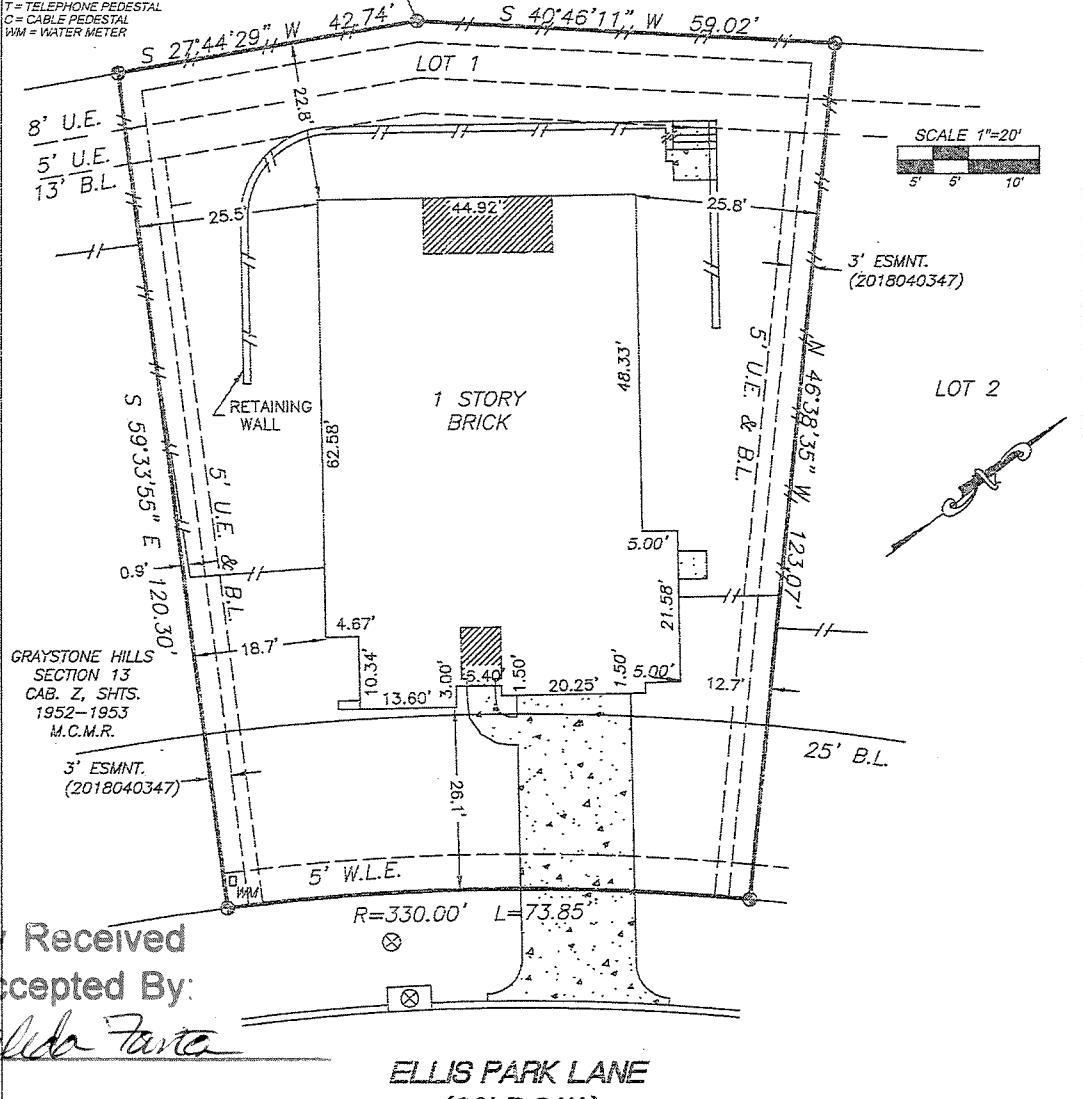 T = TELEPHONE PEDESTAL
C = CABLE PEDESTAL
WM = WATER METER
S 27°44'29" W 42.74'
S 40°46'11" W 59.02'
LOT 1
22.8'
8' U.E.
5' U.E.
13' B.L.
SCALE 1"=20'
5' 5' 10'
25.5'
44.92'
25.8'
3' ESMNT.
(2018040347)
48.33'
5' U.E. & B.L.
N 46°38'35" W 123.07'
LOT 2
1 STORY
BRICK
RETAINING
WALL
62.58'
S 59°33'55" E 120.30'
5' U.E. & B.L.
5.00'
0.9'
21.58'
4.67'
18.7'
10.34'
GRAYSTONE HILLS
SECTION 13
CAB. Z, SHTS.
1952-1953
M.C.M.R.
13.60'
3.00'
6.40'
1.50'
20.25'
1.50'
5.00'
12.7'
25' B.L.
3' ESMNT.
(2018040347)
26.1'
5' W.L.E.
WM
R=330.00' L=73.85'
Received
ccepted By:
ELLIS PARK LANE